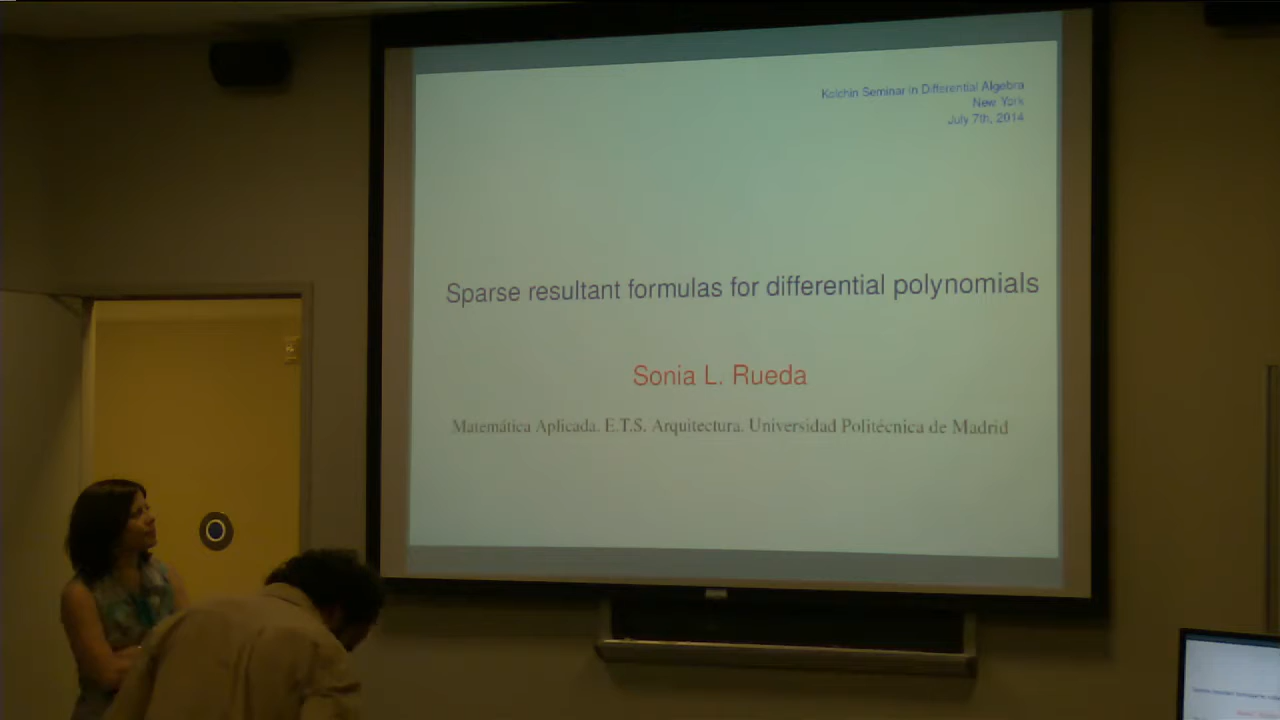 Kolchin Seminar in Differential Algebra
New York
July 7th, 2014
Sparse resultant formulas for differential polynomials
Sonia L. Rueda
Matemática Aplicada. E.T.S. Arquitectura. Universidad Politécnica de Madrid